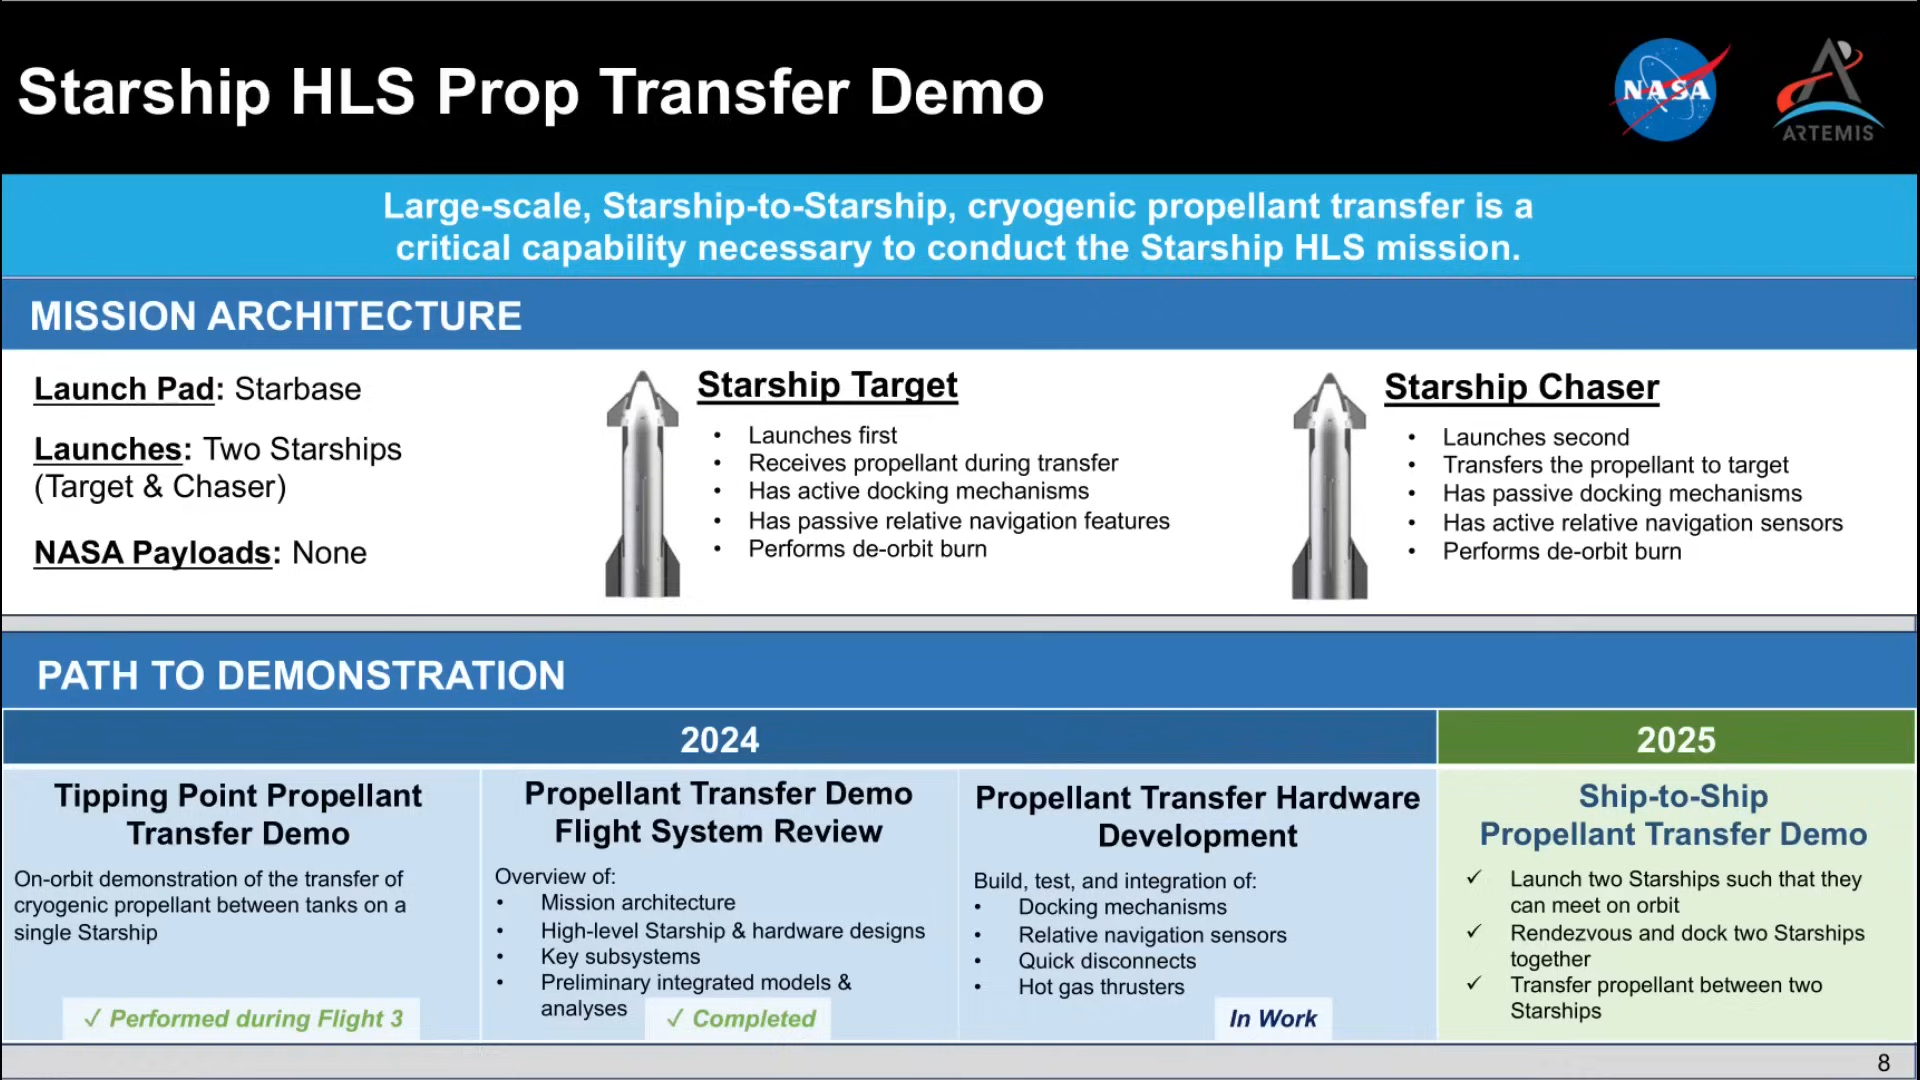 Starship HLS Prop Transfer Demo
NASA
ARTEMIS
Large-scale, Starship-to-Starship, cryogenic propellant transfer is a
critical capability necessary to conduct the Starship HLS mission.
MISSION ARCHITECTURE
Launch Pad: Starbase
Launches: Two Starships
(Target & Chaser)
NASA Payloads: None
Starship Target
• Launches first
• Receives propellant during transfer
• Has active docking mechanisms
• Has passive relative navigation features
• Performs de-orbit burn
Starship Chaser
• Launches second
• Transfers the propellant to target
• Has passive docking mechanisms
• Has active relative navigation sensors
• Performs de-orbit burn
PATH TO DEMONSTRATION
2024
2025
Tipping Point Propellant
Transfer Demo
On-orbit demonstration of the transfer of
cryogenic propellant between tanks on a
single Starship
✓ Performed during Flight 3
Propellant Transfer Demo
Flight System Review
Overview of:
• Mission architecture
• High-level Starship & hardware designs
• Key subsystems
• Preliminary integrated models &
analyses
✓ Completed
Propellant Transfer Hardware
Development
Build, test, and integration of:
• Docking mechanisms
• Relative navigation sensors
• Quick disconnects
• Hot gas thrusters
In Work
Ship-to-Ship
Propellant Transfer Demo
✓ Launch two Starships such that they
can meet on orbit
✓ Rendezvous and dock two Starships
together
✓ Transfer propellant between two
Starships
8